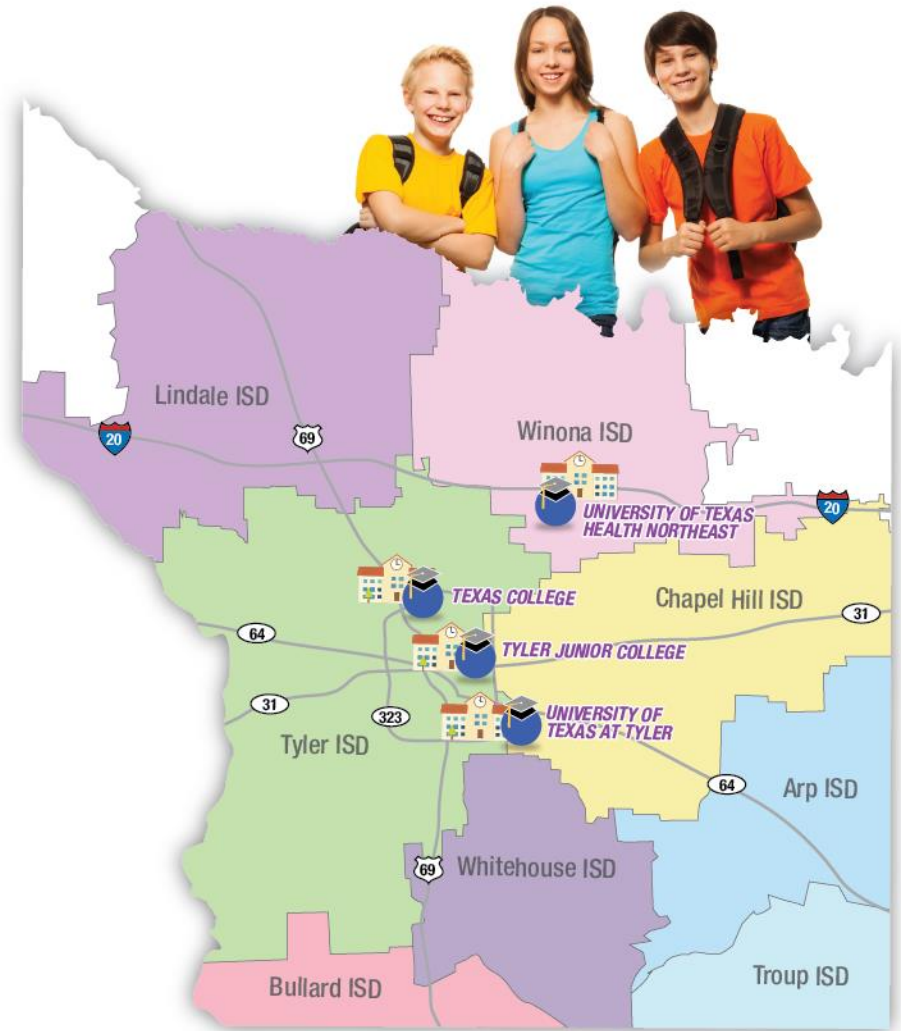 Lindale ISD
69
20
Winona ISD
UNIVERSITY OF TEXAS
HEALTH NORTHEAST
20
TEXAS COLLEGE
Chapel Hill ISD
31
64
TYLER JUNIOR COLLEGE
31
323
UNIVERSITY OF
TEXAS AT TYLER
Tyler ISD
64
Arp ISD
69
Whitehouse ISD
Troup ISD
Bullard ISD